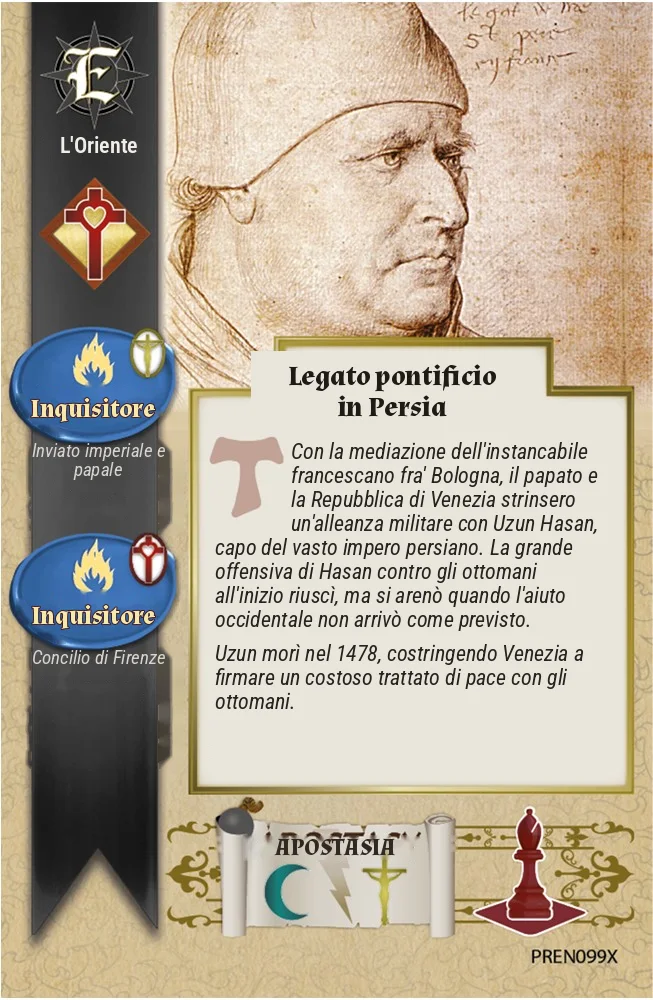 E
L'Oriente
Inquisitore
Inviato imperiale e
papale
Inquisitore
Concilio di Firenze
Legato pontificio
in Persia
Con la mediazione dell'instancabile
francescano fra' Bologna, il papato e
la Repubblica di Venezia strinsero
un'alleanza militare con Uzun Hasan,
capo del vasto impero persiano. La grande
offensiva di Hasan contro gli ottomani
all'inizio riuscì, ma si arenò quando l'aiuto
occidentale non arrivò come previsto.
Uzun morì nel 1478, costringendo Venezia a
firmare un costoso trattato di pace con gli
ottomani.
APOSTASIA
PREN099X